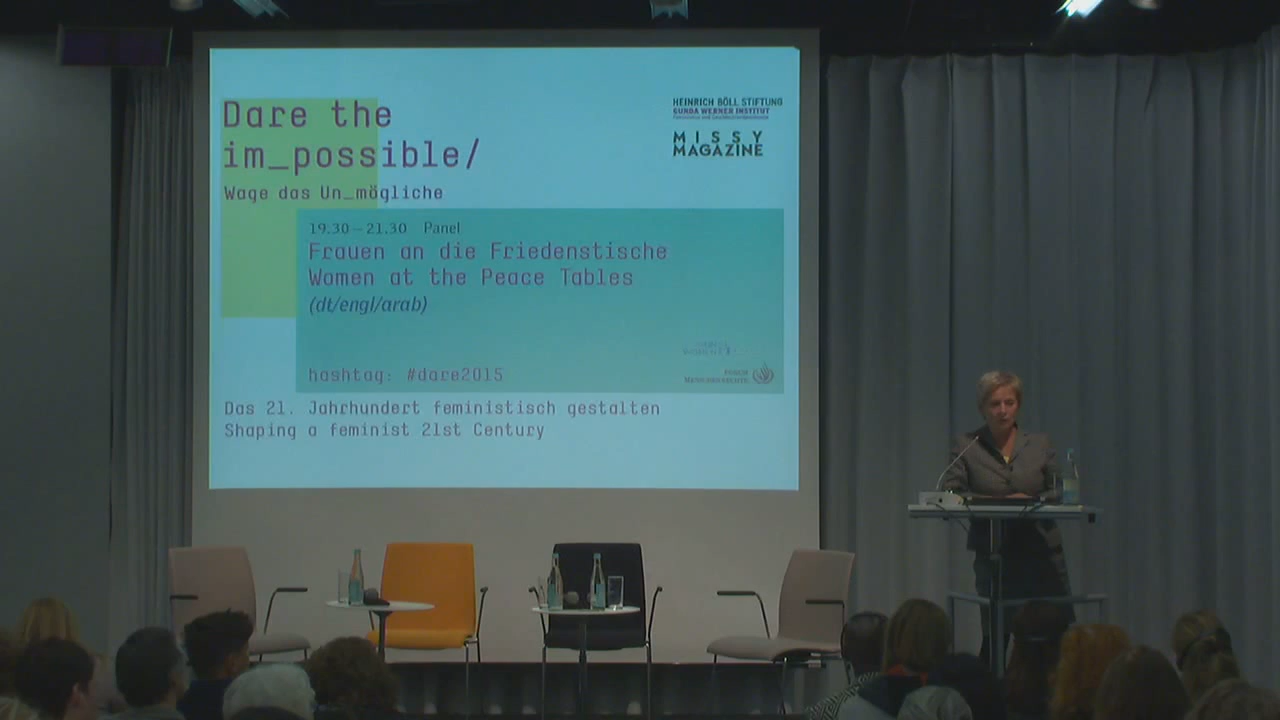 Dare the
im_possible/
Wage das Un_mögliche
HEINRICH BÖLL STIFTUNG
GUNDA WERNER INSTITUT
MISSY
MAGAZINE
19.30 – 21.30 Panel
Frauen an die Friedenstische
Women at the Peace Tables
(dt/engl/arab)
hashtag: #dare2015
FORUM
MENSCHENRECHTE
Das 21. Jahrhundert feministisch gestalten
Shaping a feminist 21st Century